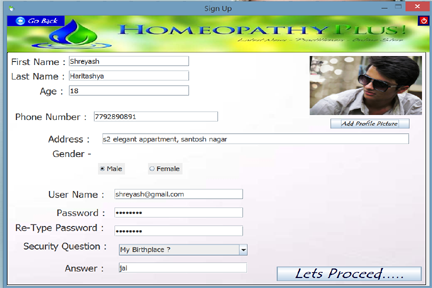 Sign Up
Go Back
HOMEOPATHY PLUS!
First Name : Shreyash
Last Name : Haritashya
Age : 18
Phone Number : 7792890891
Add Profile Picture
Address : s2 elegant appartment, santosh nagar
Gender -
Male Female
User Name : shreyash@gmail.com
Password : ••••••••
Re-Type Password : ••••••••
Security Question : My Birthplace ?
Answer : jai
Lets Proceed.....